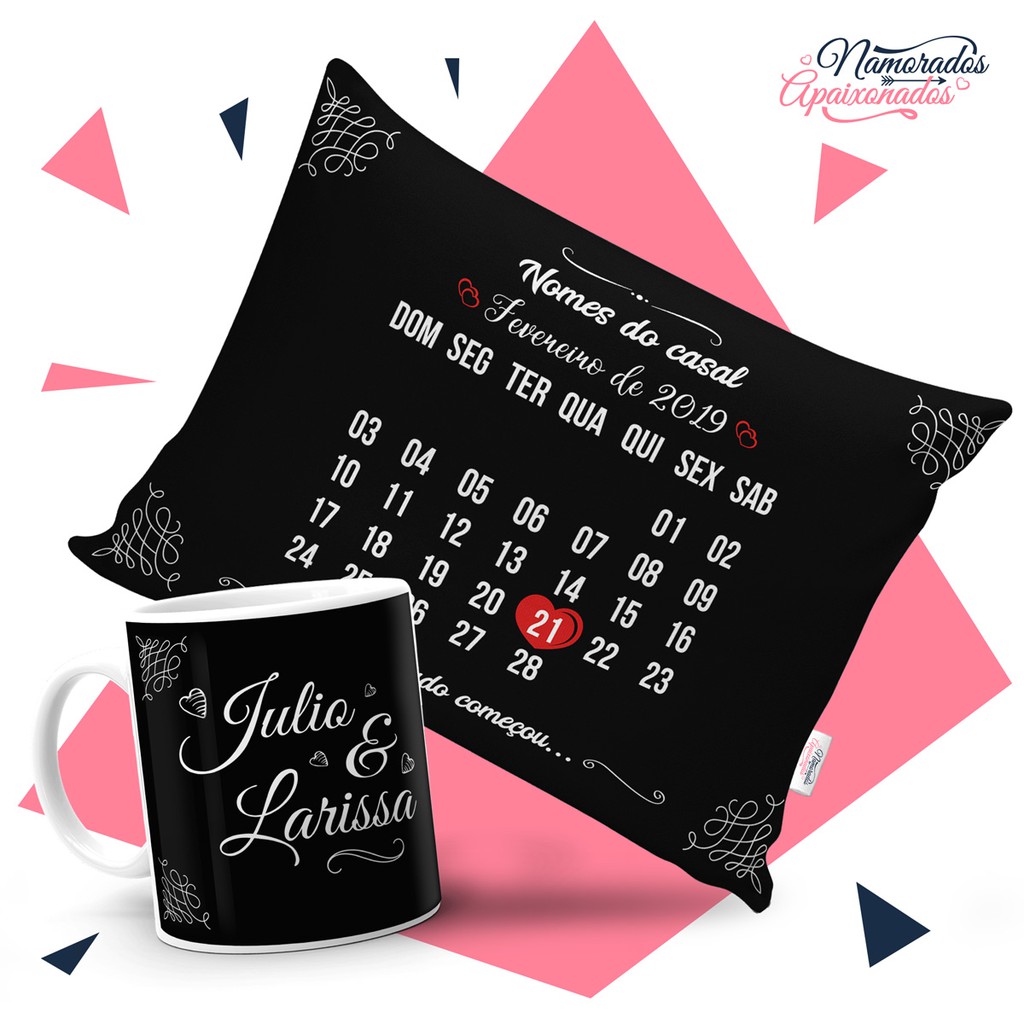 Namorados
Apaixonados
Nomes do casal
Fevereiro de 2019
DOM SEG TER QUA QUI SEX SAB
01 02
03 04 05 06 07 08 09
10 11 12 13 14 15 16
17 18 19 20 21 22 23
24 27 28
começou...
Julio
&
Larissa
Namorados
Apaixonados